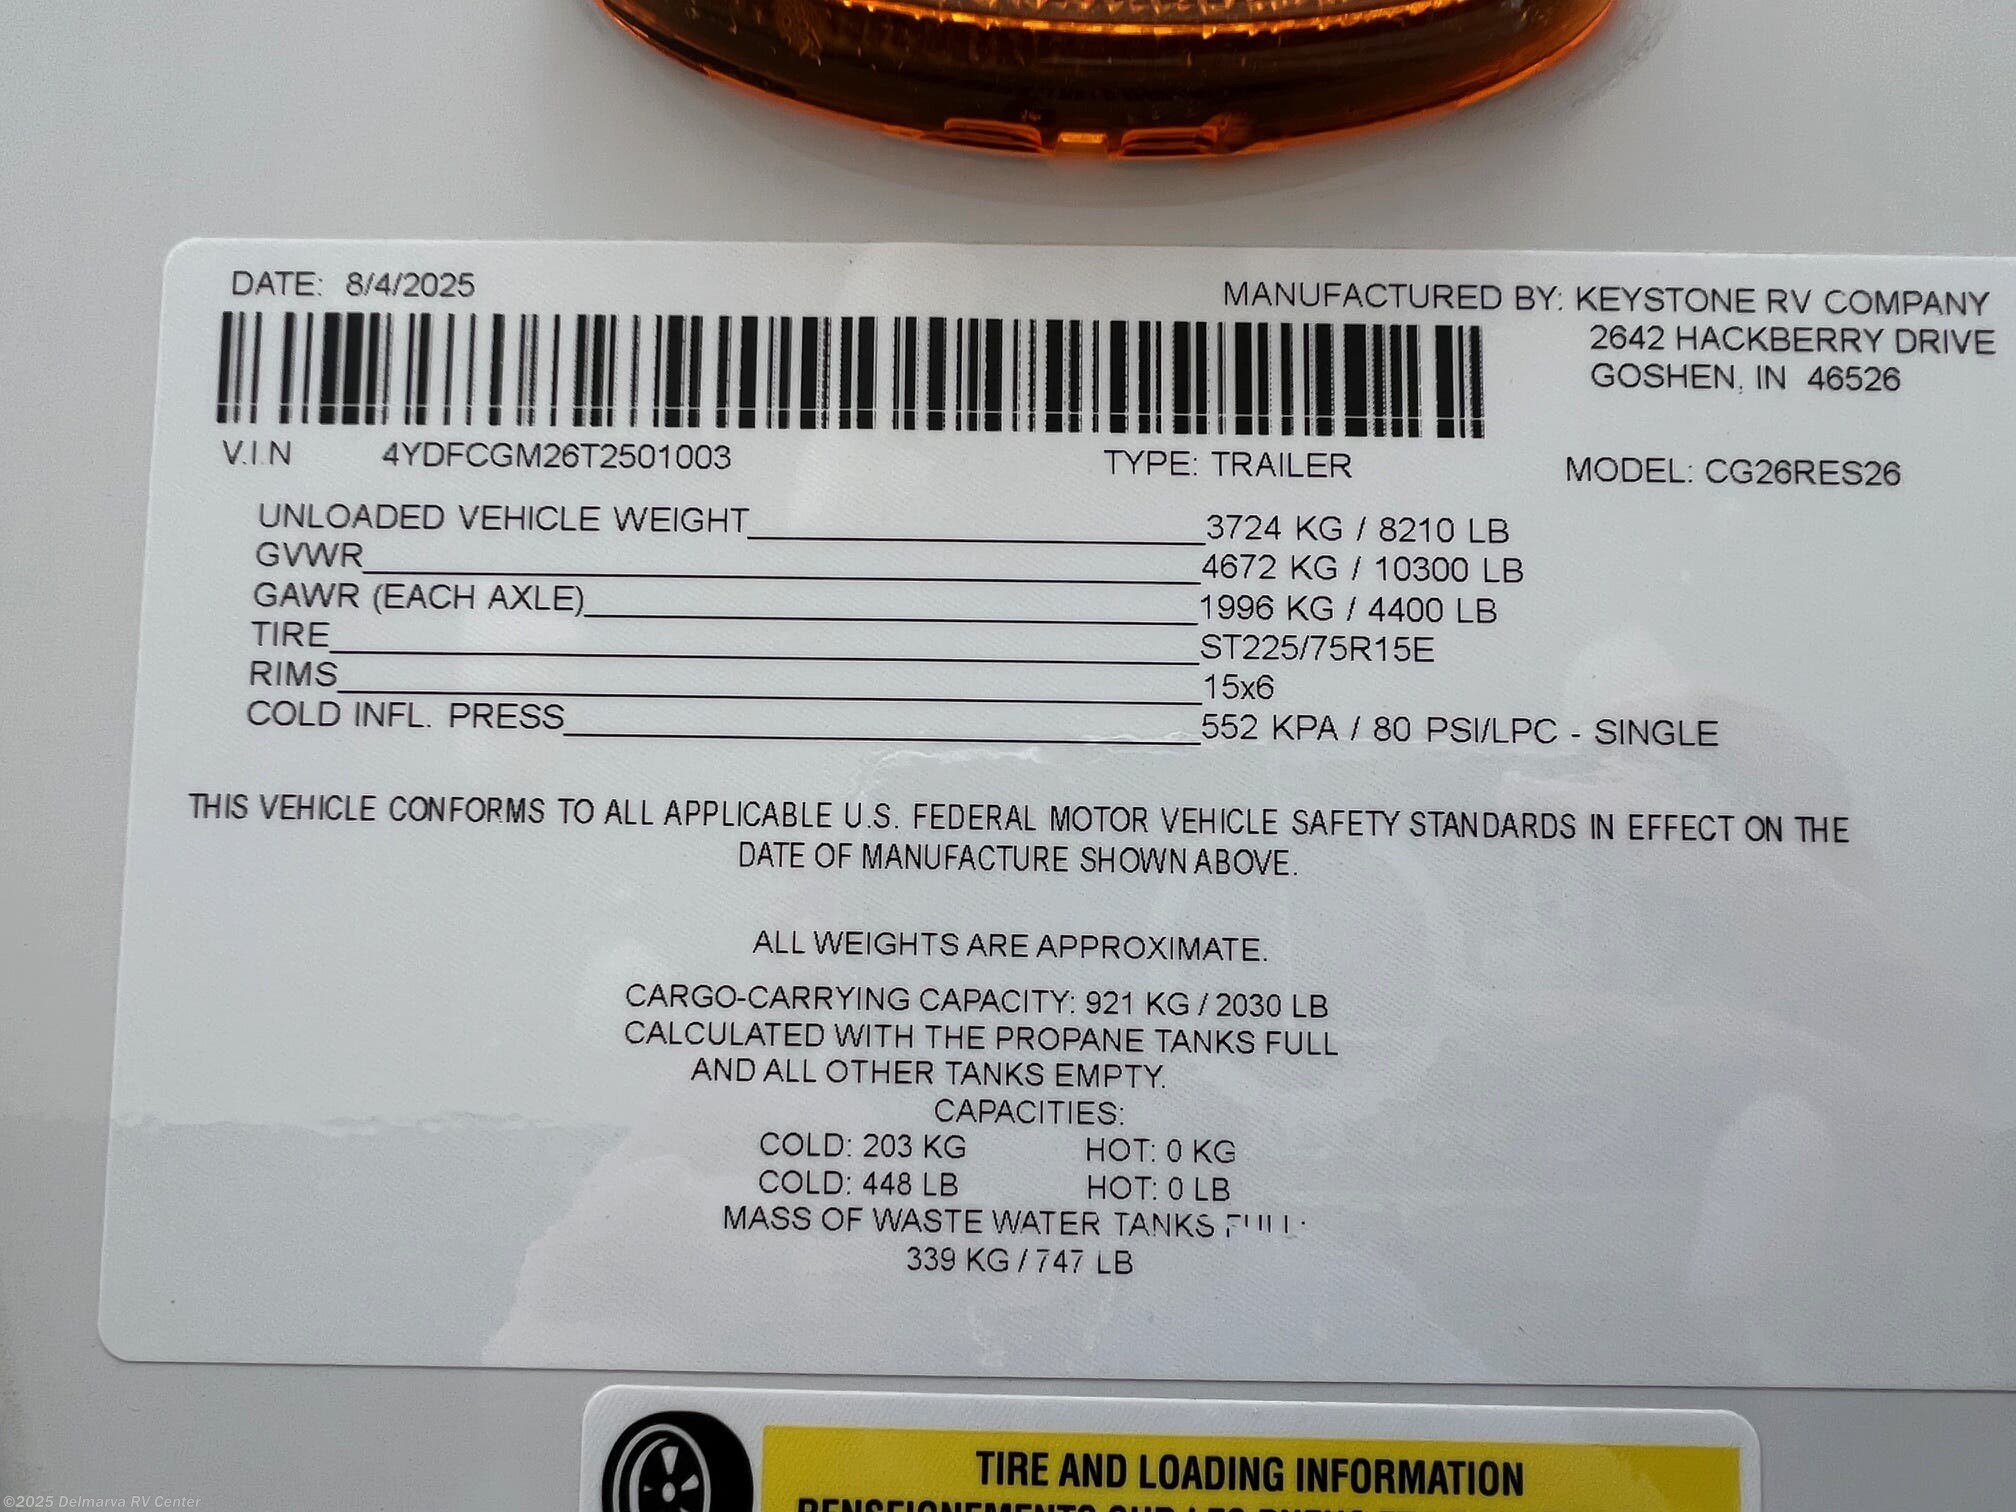 DATE: 8/4/2025
MANUFACTURED BY: KEYSTONE RV COMPANY
2642 HACKBERRY DRIVE
GOSHEN, IN 46526
V.I.N 4YDFCGM26T2501003 TYPE: TRAILER MODEL: CG26RES26
UNLOADED VEHICLE WEIGHT 3724 KG / 8210 LB
GVWR 4672 KG / 10300 LB
GAWR (EACH AXLE) 1996 KG / 4400 LB
TIRE ST225/75R15E
RIMS 15x6
COLD INFL. PRESS 552 KPA / 80 PSI/LPC - SINGLE
THIS VEHICLE CONFORMS TO ALL APPLICABLE U.S. FEDERAL MOTOR VEHICLE SAFETY STANDARDS IN EFFECT ON THE
DATE OF MANUFACTURE SHOWN ABOVE.
ALL WEIGHTS ARE APPROXIMATE.
CARGO-CARRYING CAPACITY: 921 KG / 2030 LB
CALCULATED WITH THE PROPANE TANKS FULL
AND ALL OTHER TANKS EMPTY.
CAPACITIES:
COLD: 203 KG HOT: 0 KG
COLD: 448 LB HOT: 0 LB
MASS OF WASTE WATER TANKS FULL:
339 KG / 747 LB
TIRE AND LOADING INFORMATION
©2025 Delmarva RV Center